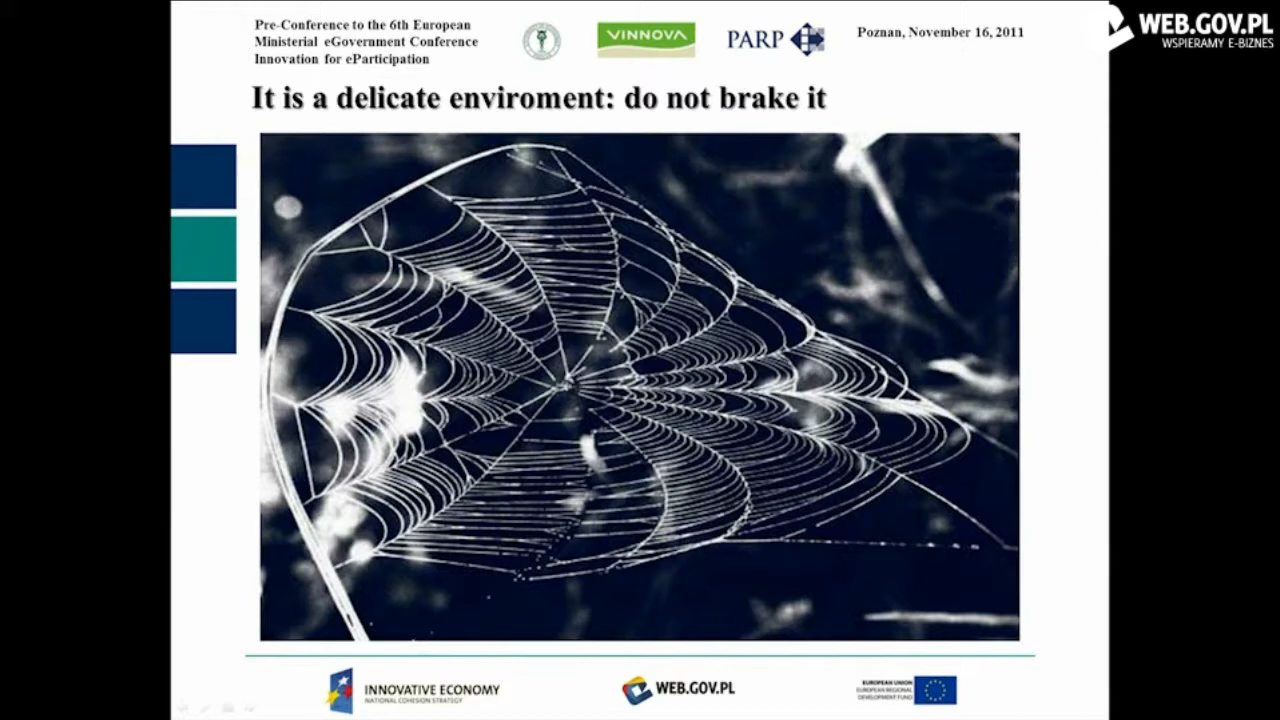 Pre-Conference to the 6th European
Ministerial eGovernment Conference
Innovation for eParticipation
VINNOVA
PARP
Poznan, November 16, 2011
WEB.GOV.PL
WSPIERAMY E-BIZNES
It is a delicate enviroment: do not brake it
INNOVATIVE ECONOMY
NATIONAL COHESION STRATEGY
WEB.GOV.PL
EUROPEAN UNION
EUROPEAN REGIONAL
DEVELOPMENT FUND